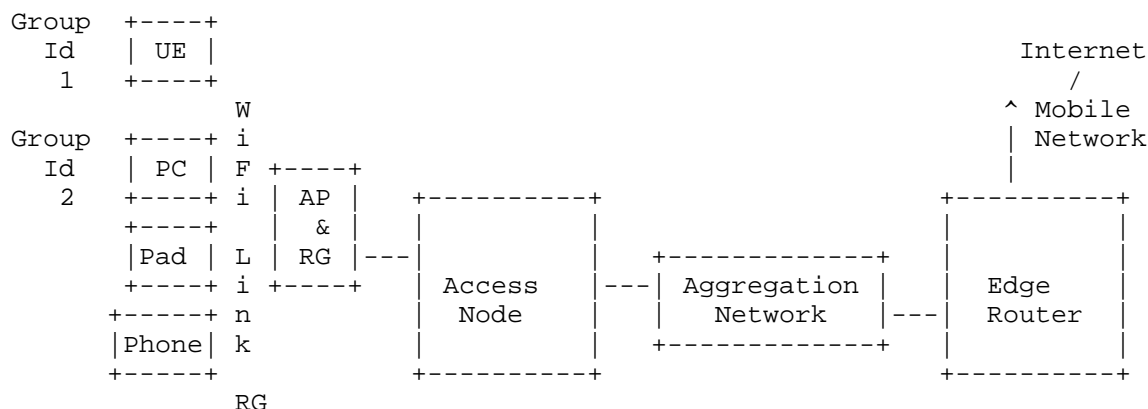 Group +----+
Id | UE | Internet
1 +----+ /
W ^ Mobile
Group +----+ i | Network
Id | PC | F +----+ |
2 +----+ i | AP | +----------+ +----------+
+----+ | & | | | | |
|Pad | L | RG |---| | +-------------+ | |
+----+ i +----+ | Access |---| Aggregation | | Edge |
+-----+ n | Node | | Network |---| Router |
|Phone| k | | +-------------+ | |
+-----+ +----------+ +----------+
RG